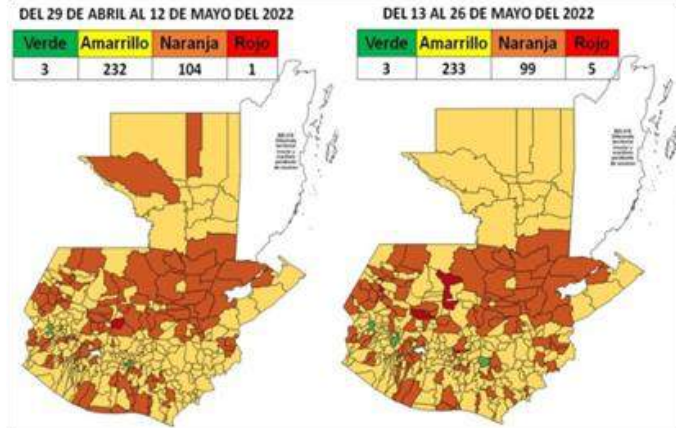 DEL 29 DE ABRIL AL 12 DE MAYO DEL 2022
Verde Amarrillo Naranja Rojo
3 232 104 1
DEL 13 AL 26 DE MAYO DEL 2022
Verde Amarrillo Naranja Rojo
3 233 99 5